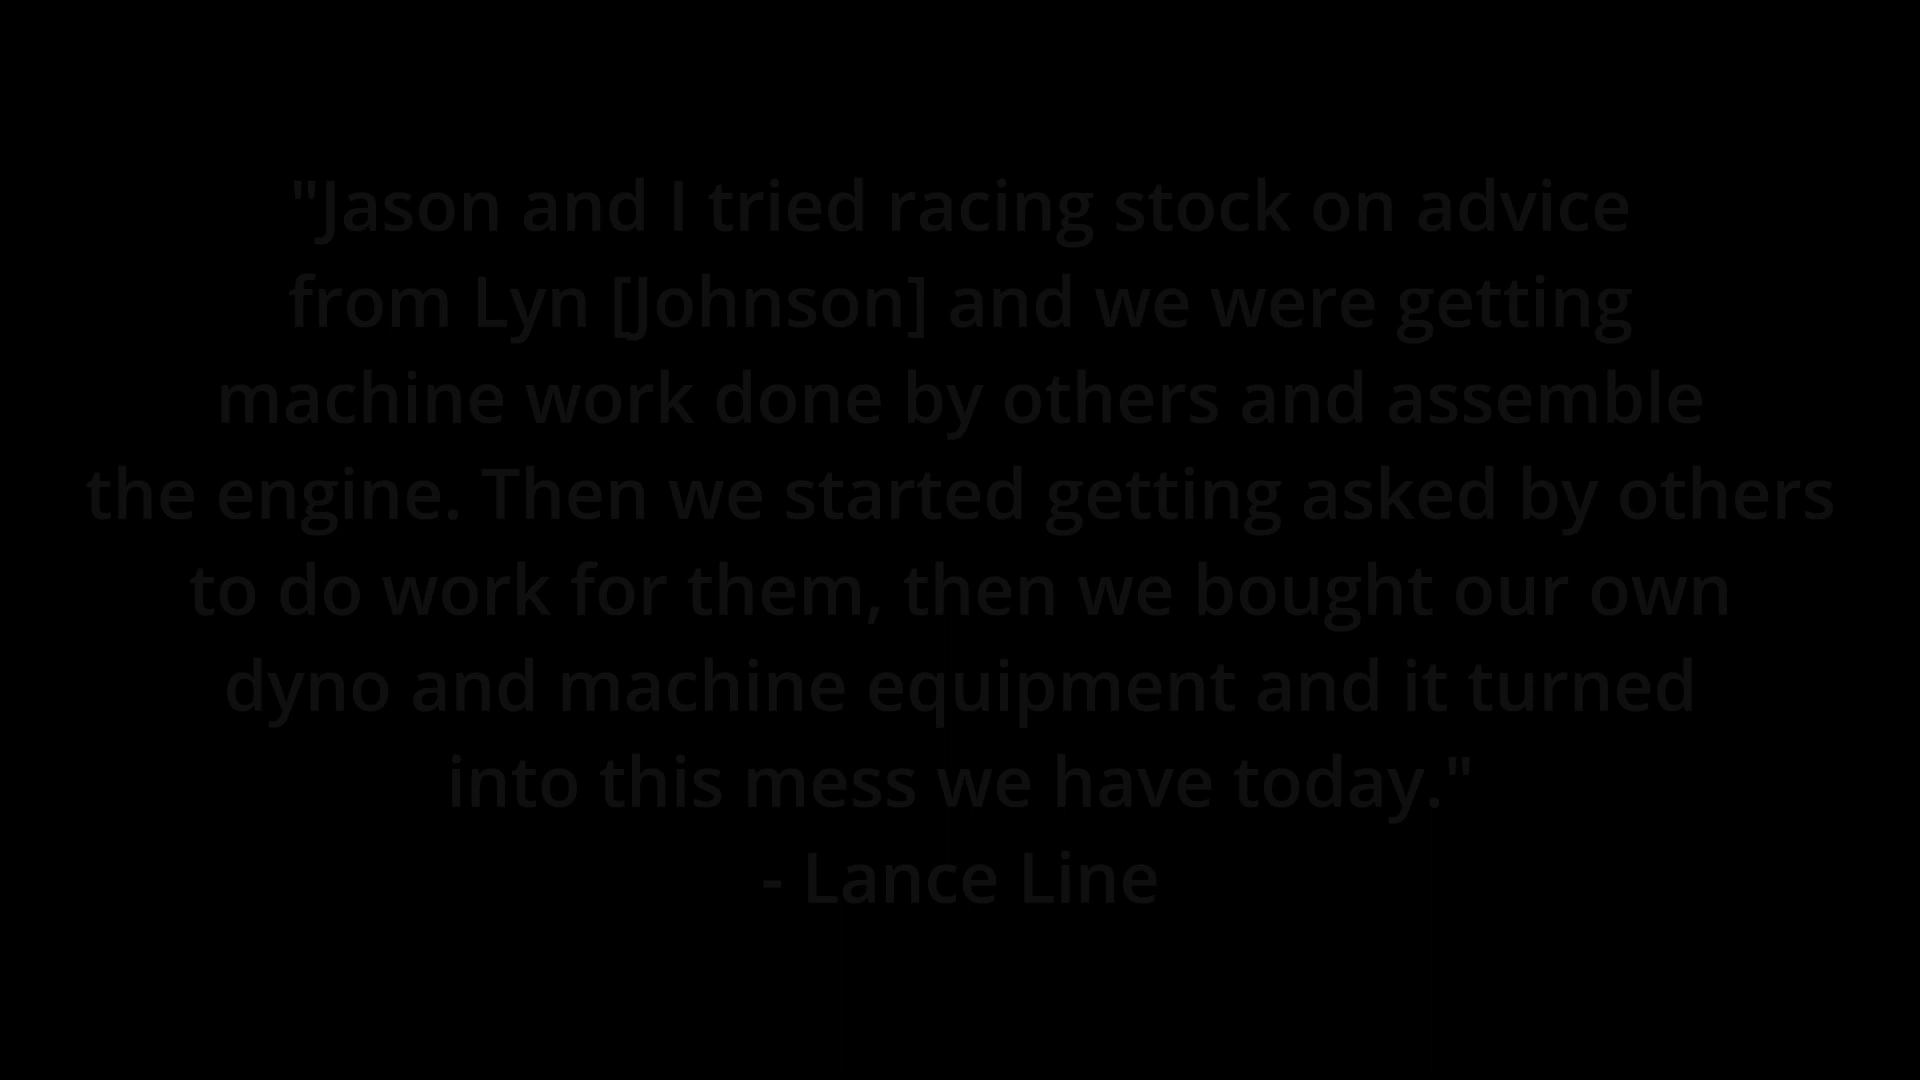 "Jason and I tried racing stock on advice
from Lyn [Johnson] and we were getting
machine work done by others and assemble
the engine. Then we started getting asked by others
to do work for them, then we bought our own
dyno and machine equipment and it turned
into this mess we have today."
- Lance Line